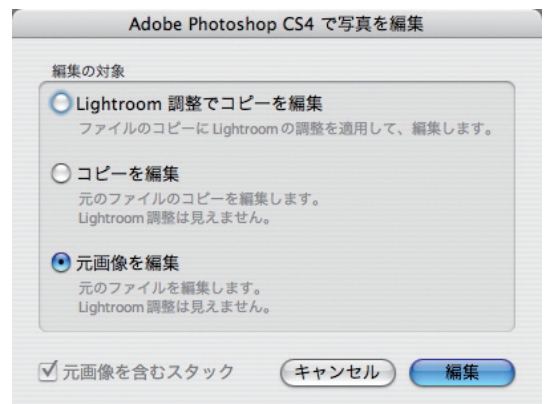 Adobe Photoshop CS4 で写真を編集
編集の対象
Lightroom 調整でコピーを編集
ファイルのコピーに Lightroom の調整を適用して、編集します。
コピーを編集
元のファイルのコピーを編集します。
Lightroom 調整は見えません。
元画像を編集
元のファイルを編集します。
Lightroom 調整は見えません。
元画像を含むスタック
キャンセル
編集